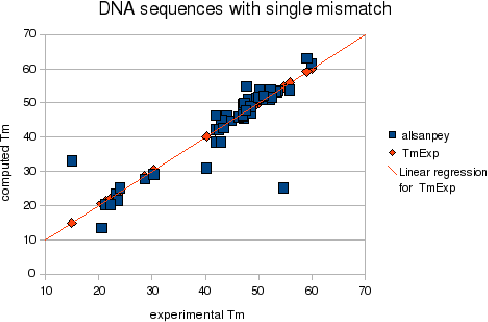 DNA sequences with single mismatch
computed Tm
70
60
50
40
30
20
10
0
10 20 30 40 50 60 70
experimental Tm
allsanpey
TmExp
Linear regression
for TmExp